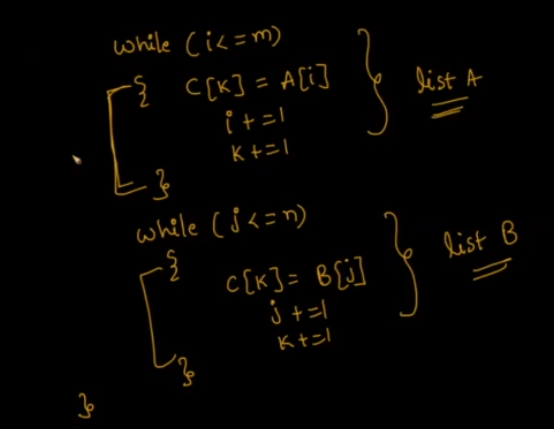 while (i<=m)
{ C[K] = A[i]
list A
i+=1
K+=1
}
while (j<=n)
{
list B
C[K]= B[j]
j+=1
K+=1
}
}